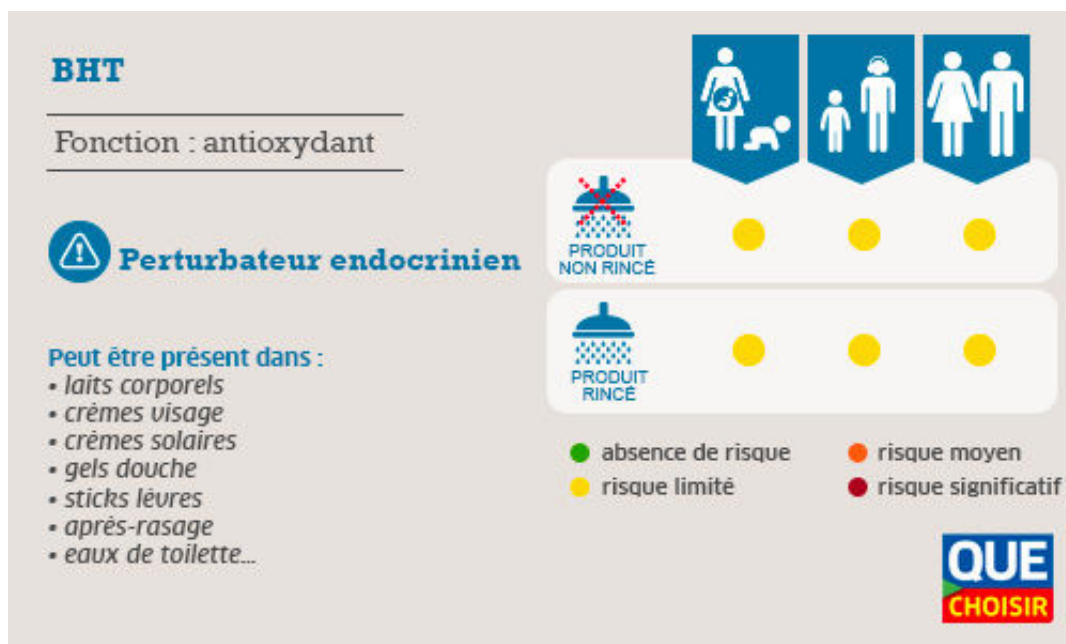 BHT
Fonction : antioxydant
Perturbateur endocrinien
Peut être présent dans :
• laits corporels
• crèmes visage
• crèmes solaires
• gels douche
• sticks lèvres
• après-rasage
• eaux de toilette...
PRODUIT
NON RINCÉ
PRODUIT
RINCÉ
absence de risque
risque moyen
risque limité
risque significatif
QUE
CHOISIR